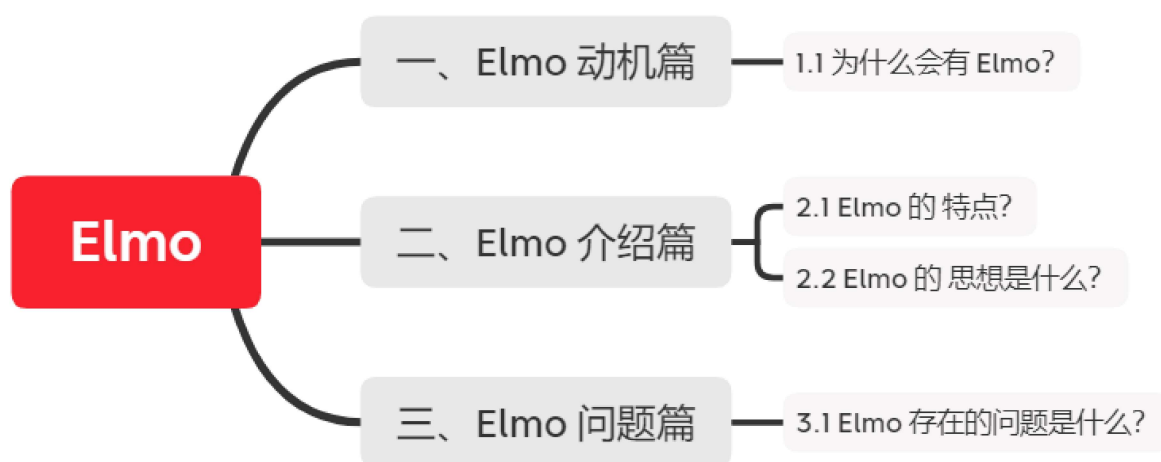 Elmo
一、Elmo 动机篇
1.1 为什么会有 Elmo？
二、Elmo 介绍篇
2.1 Elmo 的 特点？
2.2 Elmo 的 思想是什么？
三、Elmo 问题篇
3.1 Elmo 存在的问题是什么？